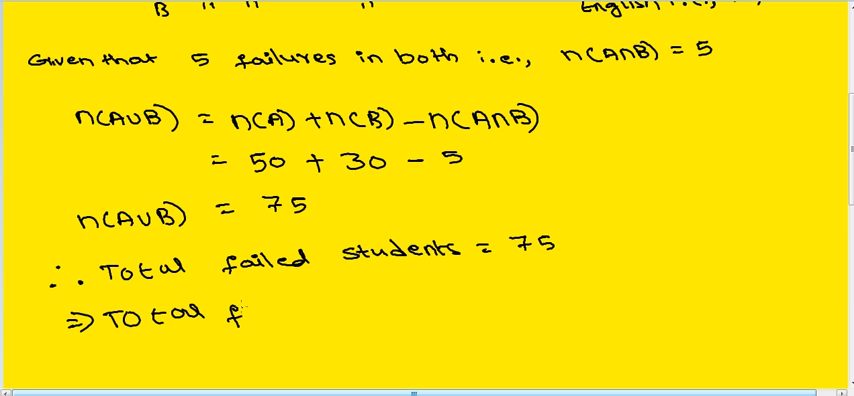 B " " "
Given that 5 failures in both i.e., n(A∩B) = 5
n(A∪B) = n(A) + n(B) - n(A∩B)
= 50 + 30 - 5
n(A∪B) = 75
∴ Total failed students = 75
⇒ Total f